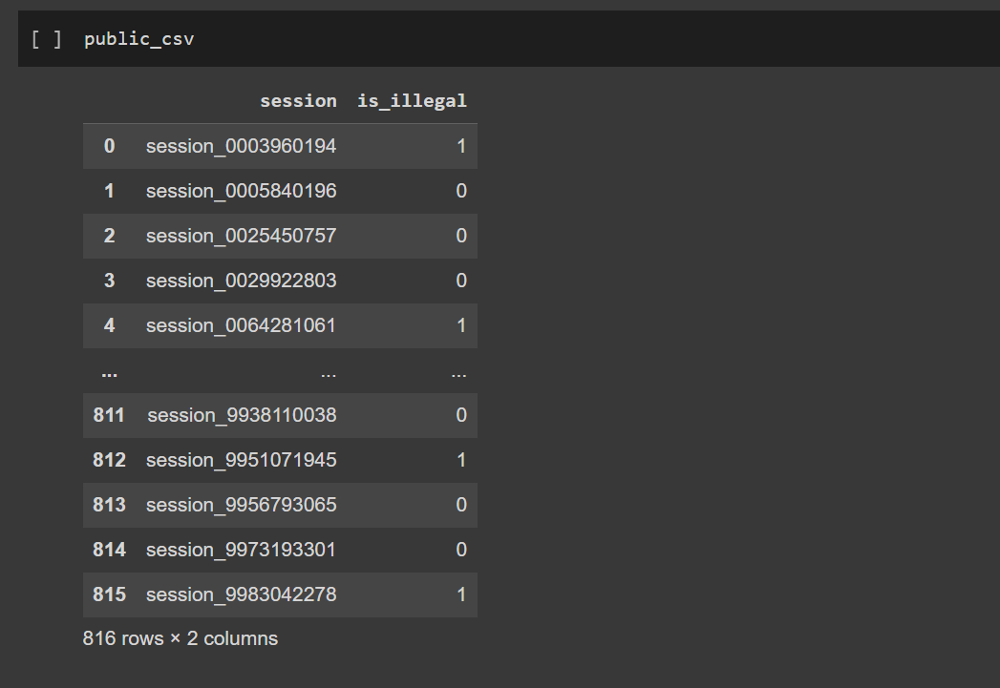 [ ] public_csv
session is_illegal
0 session_0003960194 1
1 session_0005840196 0
2 session_0025450757 0
3 session_0029922803 0
4 session_0064281061 1
... ... ...
811 session_9938110038 0
812 session_9951071945 1
813 session_9956793065 0
814 session_9973193301 0
815 session_9983042278 1
816 rows × 2 columns